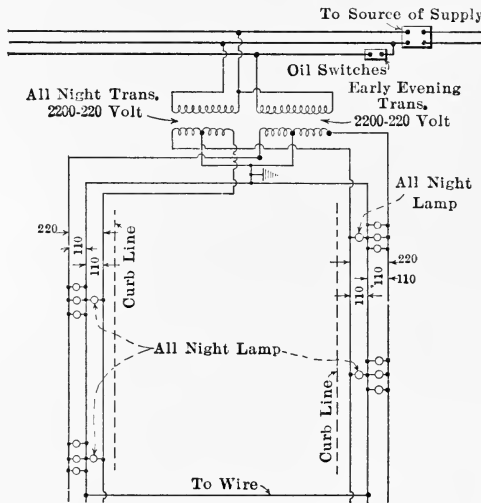 To Source of Supply
Oil Switches
All Night Trans.
2200-220 Volt
Early Evening
Trans.
2200-220 Volt
All Night
Lamp
220
110
110
Curb Line
220
110
110
All Night Lamp
Curb Line
To Wire